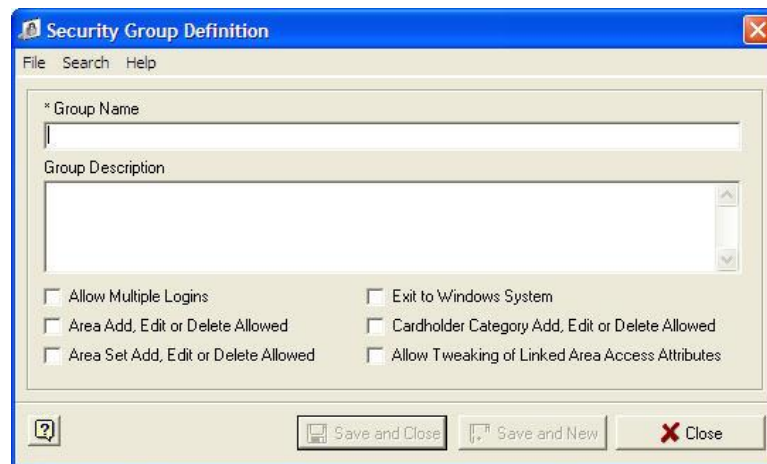 Security Group Definition
File Search Help
* Group Name
Group Description
Allow Multiple Logins
Exit to Windows System
Area Add, Edit or Delete Allowed
Cardholder Category Add, Edit or Delete Allowed
Area Set Add, Edit or Delete Allowed
Allow Tweaking of Linked Area Access Attributes
Save and Close
Save and New
Close